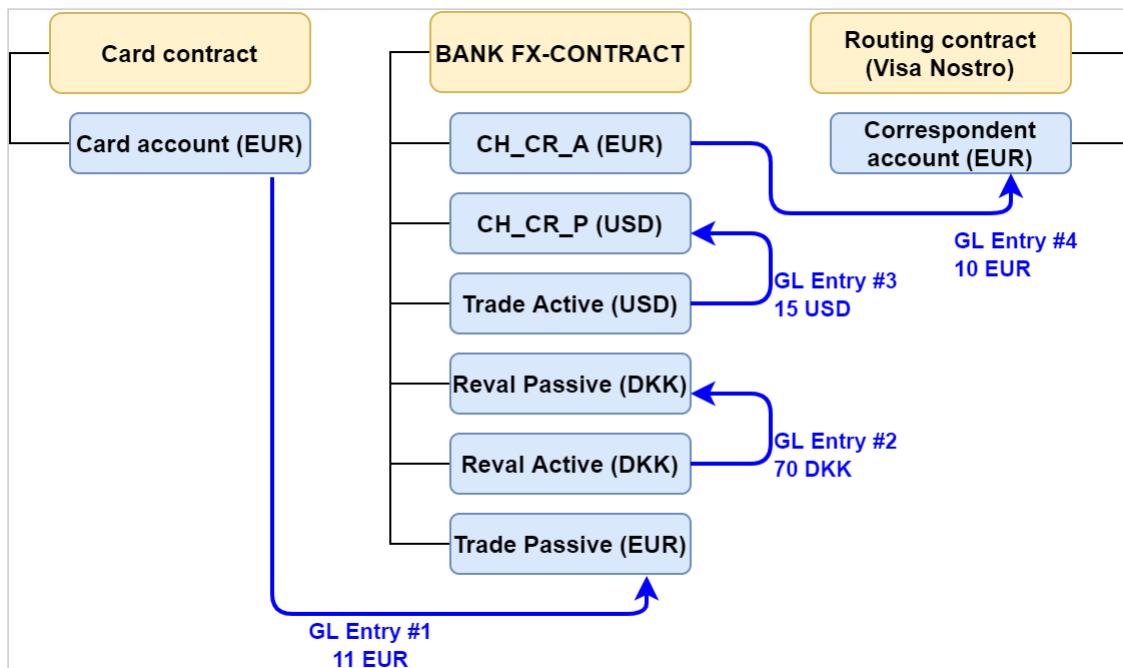 Card contract
Card account (EUR)
BANK FX-CONTRACT
CH_CR_A (EUR)
CH_CR_P (USD)
Trade Active (USD)
Reval Passive (DKK)
Reval Active (DKK)
Trade Passive (EUR)
Routing contract
(Visa Nostro)
Correspondent
account (EUR)
GL Entry #4
10 EUR
GL Entry #3
15 USD
GL Entry #2
70 DKK
GL Entry #1
11 EUR